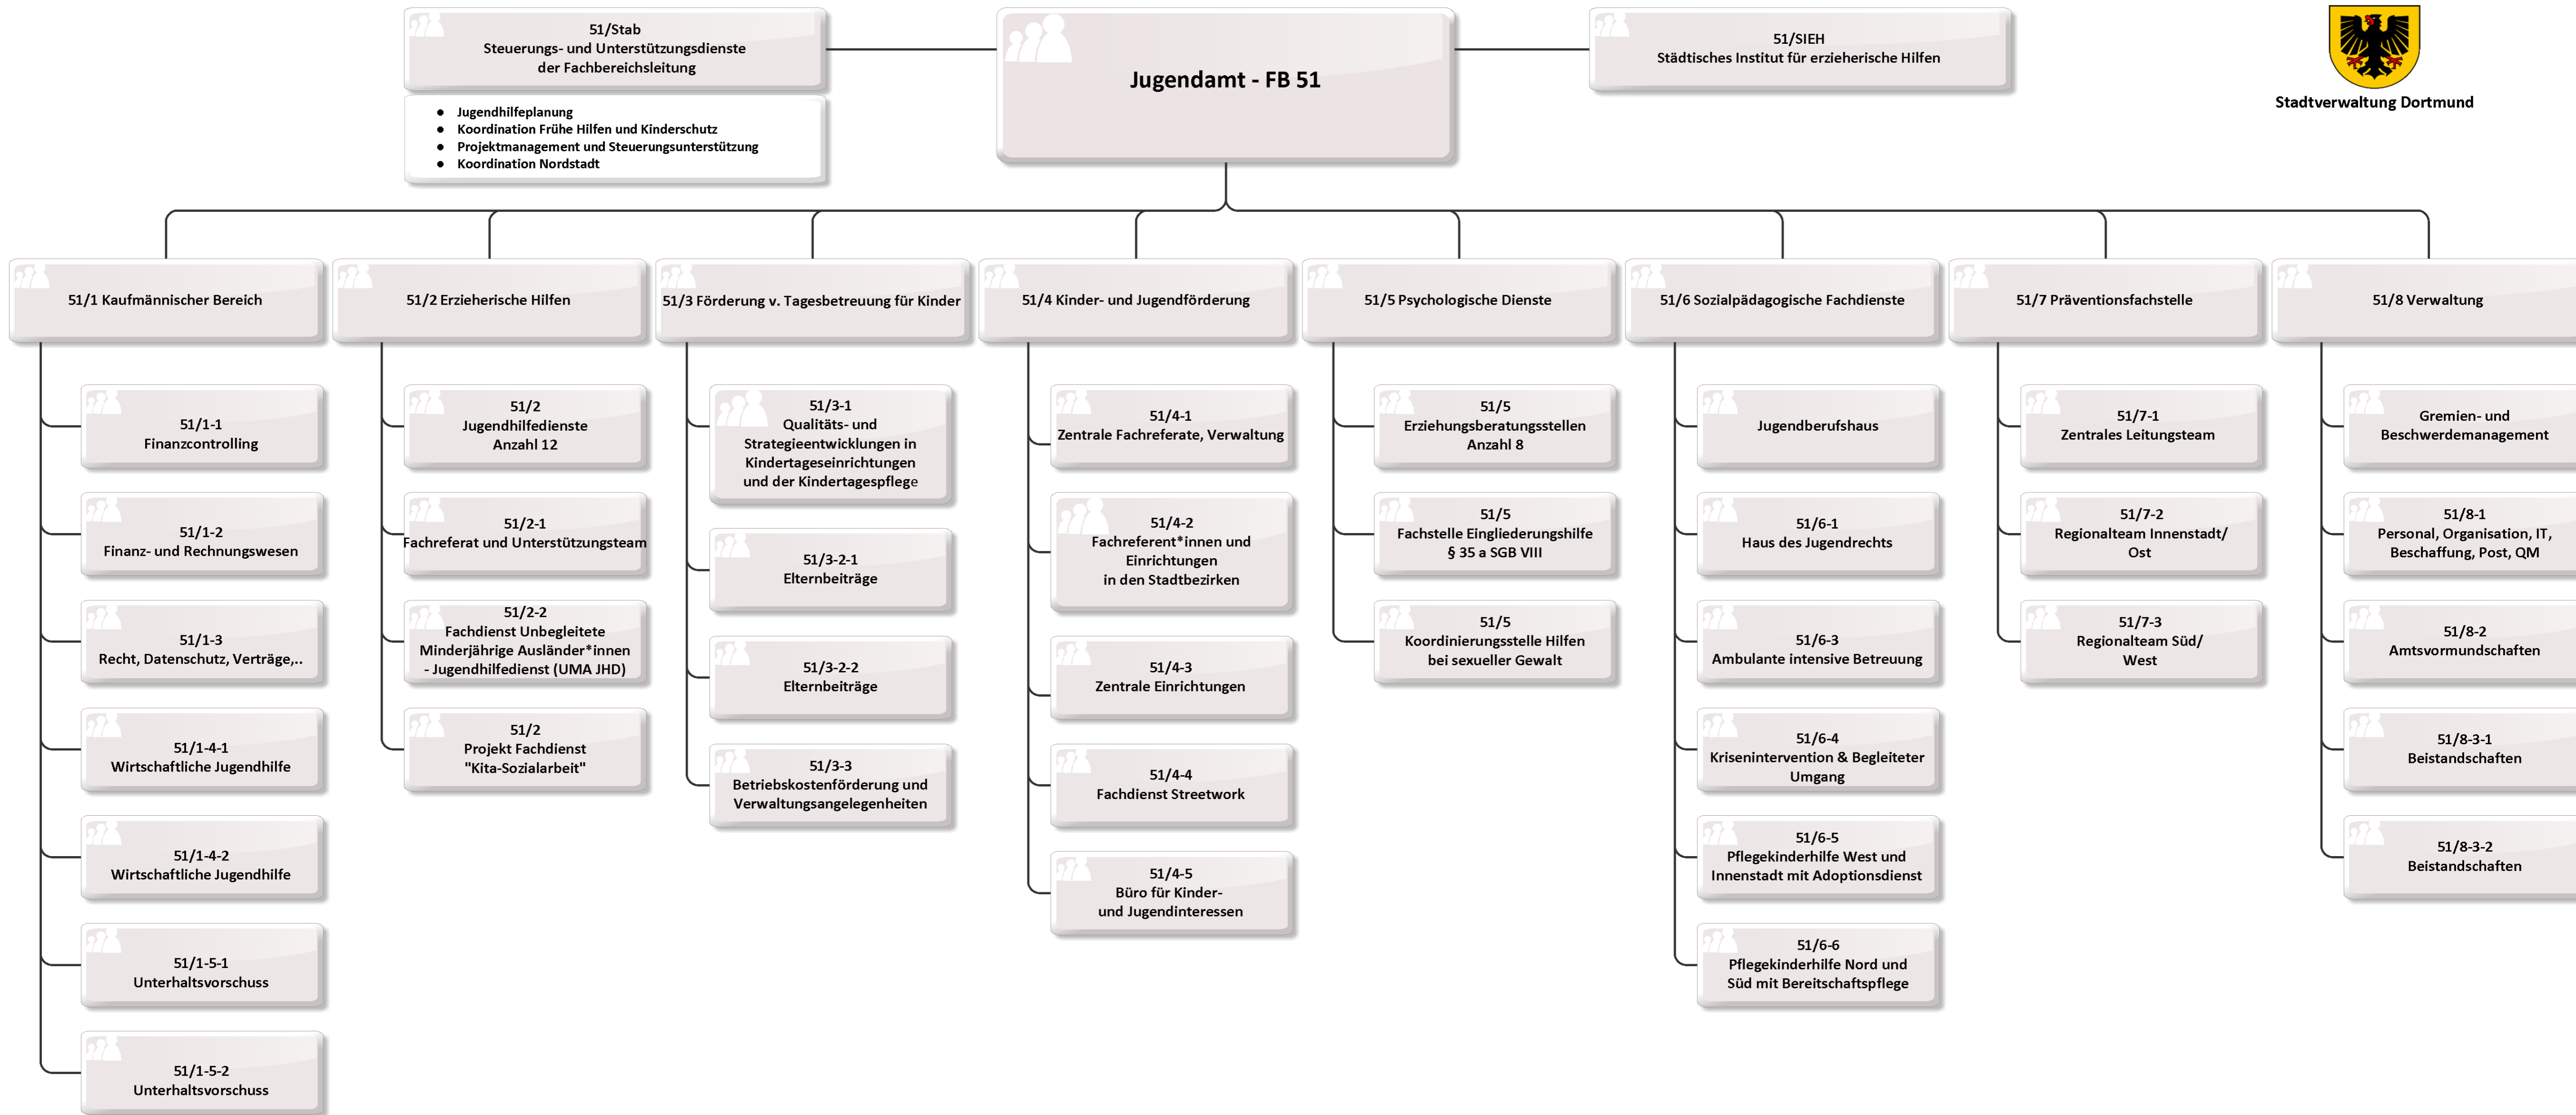 51/Stab
Steuerungs- und Unterstützungsdienste
der Fachbereichsleitung
● Jugendhilfeplanung
● Koordination Frühe Hilfen und Kinderschutz
● Projektmanagement und Steuerungsunterstützung
● Koordination Nordstadt
Jugendamt - FB 51
51/SIEH
Städtisches Institut für erzieherische Hilfen
Stadtverwaltung Dortmund
51/1 Kaufmännischer Bereich
51/1-1
Finanzcontrolling
51/1-2
Finanz- und Rechnungswesen
51/1-3
Recht, Datenschutz, Verträge,..
51/1-4-1
Wirtschaftliche Jugendhilfe
51/1-4-2
Wirtschaftliche Jugendhilfe
51/1-5-1
Unterhaltsvorschuss
51/1-5-2
Unterhaltsvorschuss
51/2 Erzieherische Hilfen
51/2
Jugendhilfedienste
Anzahl 12
51/2-1
Fachreferat und Unterstützungsteam
51/2-2
Fachdienst Unbegleitete
Minderjährige Ausländer*innen
- Jugendhilfedienst (UMA JHD)
51/2
Projekt Fachdienst
"Kita-Sozialarbeit"
51/3 Förderung v. Tagesbetreuung für Kinder
51/3-1
Qualitäts- und
Strategieentwicklungen in
Kindertageseinrichtungen
und der Kindertagespflege
51/3-2-1
Elternbeiträge
51/3-2-2
Elternbeiträge
51/3-3
Betriebskostenförderung und
Verwaltungsangelegenheiten
51/4 Kinder- und Jugendförderung
51/4-1
Zentrale Fachreferate, Verwaltung
51/4-2
Fachreferent*innen und
Einrichtungen
in den Stadtbezirken
51/4-3
Zentrale Einrichtungen
51/4-4
Fachdienst Streetwork
51/4-5
Büro für Kinder-
und Jugendinteressen
51/5 Psychologische Dienste
51/5
Erziehungsberatungsstellen
Anzahl 8
51/5
Fachstelle Eingliederungshilfe
§ 35 a SGB VIII
51/5
Koordinierungsstelle Hilfen
bei sexueller Gewalt
51/6 Sozialpädagogische Fachdienste
Jugendberufshaus
51/6-1
Haus des Jugendrechts
51/6-3
Ambulante intensive Betreuung
51/6-4
Krisenintervention & Begleiteter
Umgang
51/6-5
Pflegekinderhilfe West und
Innenstadt mit Adoptionsdienst
51/6-6
Pflegekinderhilfe Nord und
Süd mit Bereitschaftspflege
51/7 Präventionsfachstelle
51/7-1
Zentrales Leitungsteam
51/7-2
Regionalteam Innenstadt/
Ost
51/7-3
Regionalteam Süd/
West
51/8 Verwaltung
Gremien- und
Beschwerdemanagement
51/8-1
Personal, Organisation, IT,
Beschaffung, Post, QM
51/8-2
Amtsvormundschaften
51/8-3-1
Beistandschaften
51/8-3-2
Beistandschaften